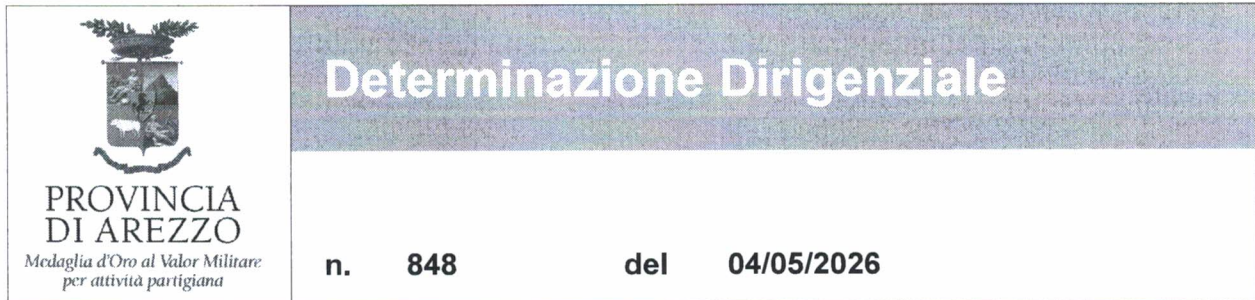 Determinazione Dirigenziale
PROVINCIA
DI AREZZO
Medaglia d'Oro al Valor Militare
per attività partigiana
n. 848 del 04/05/2026